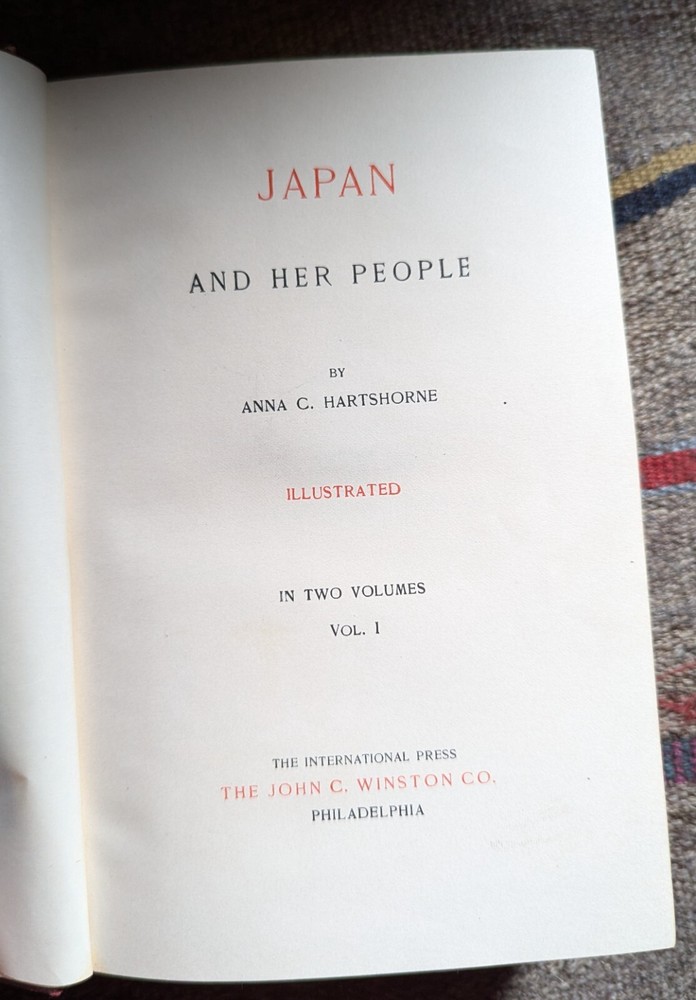 JAPAN
AND HER PEOPLE
BY
ANNA C. HARTSHORNE
ILLUSTRATED
IN TWO VOLUMES
VOL. I
THE INTERNATIONAL PRESS
THE JOHN C. WINSTON CO.
PHILADELPHIA